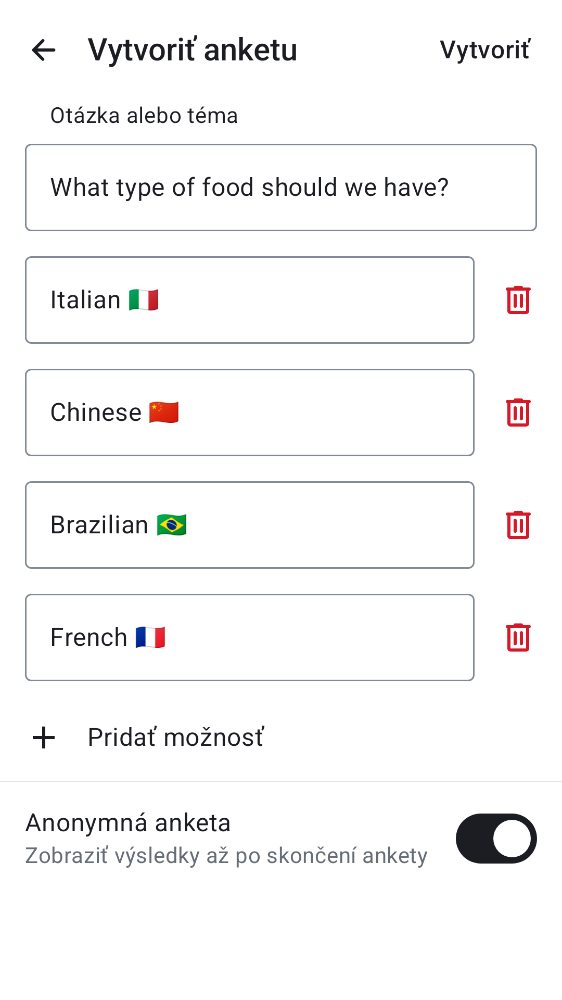 Vytvoriť anketu
Vytvoriť
Otázka alebo téma
What type of food should we have?
Italian 🇮🇹
Chinese 🇨🇳
Brazilian 🇧🇷
French 🇫🇷
Pridať možnosť
Anonymná anketa
Zobraziť výsledky až po skončení ankety